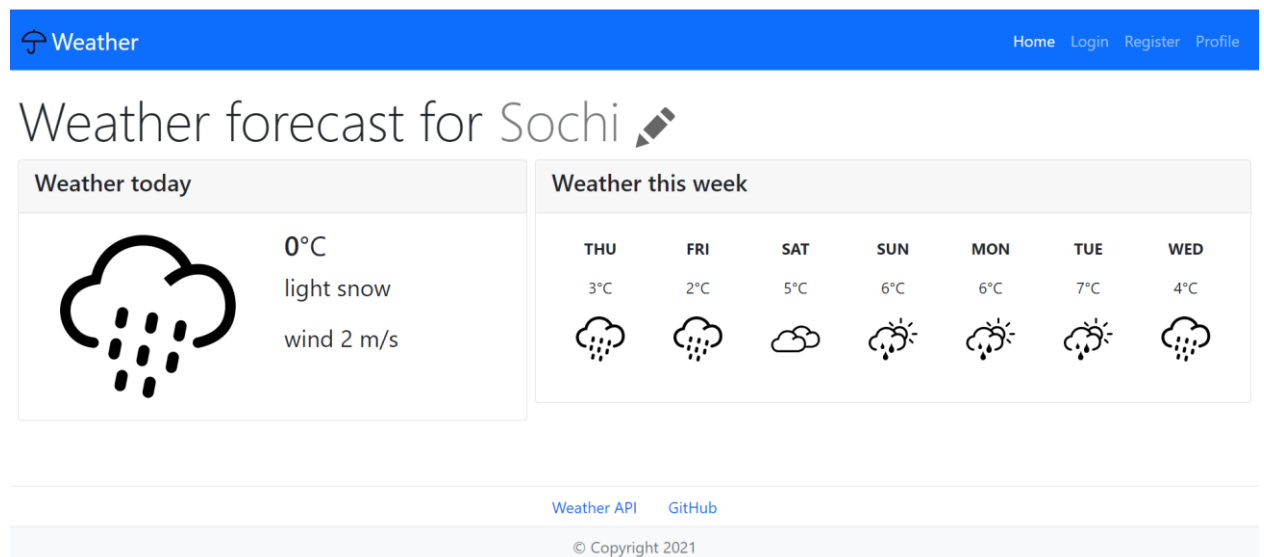 Weather
Home Login Register Profile
Weather forecast for Sochi
Weather today
0°C
light snow
wind 2 m/s
Weather this week
THU FRI SAT SUN MON TUE WED
3°C 2°C 5°C 6°C 6°C 7°C 4°C
Weather API GitHub
© Copyright 2021